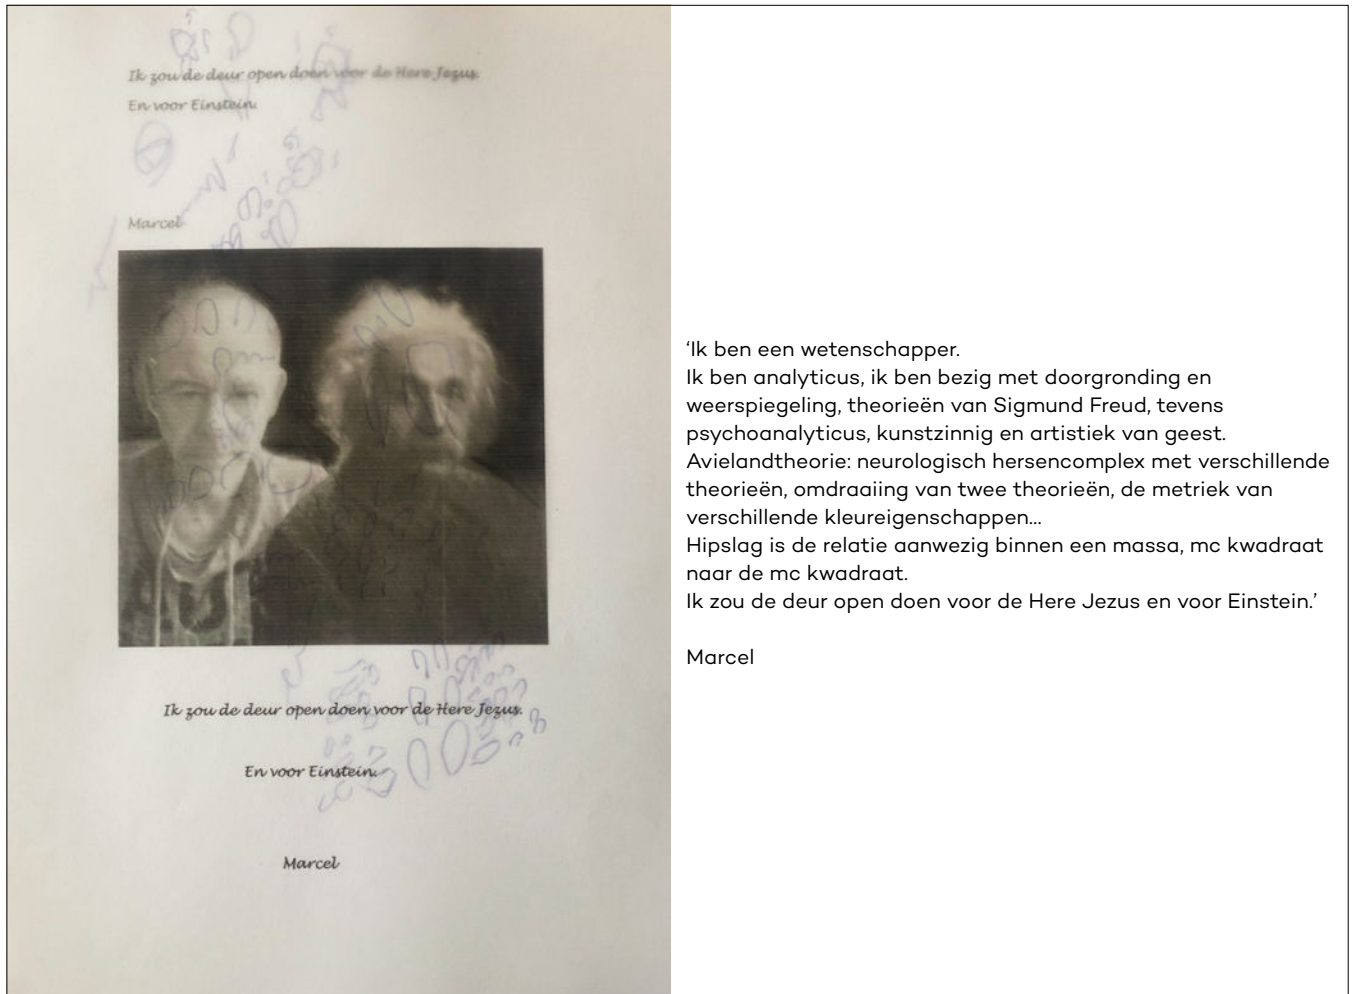 Ik zou de deur open doen voor de Here Jezus.
En voor Einstein.
Marcel
Ik zou de deur open doen voor de Here Jezus.
En voor Einstein.
Marcel
‘Ik ben een wetenschapper.
Ik ben analyticus, ik ben bezig met doorgronding en
weerspiegeling, theorieën van Sigmund Freud, tevens
psychoanalyticus, kunstzinnig en artistiek van geest.
Avielandtheorie: neurologisch hersencomplex met verschillende
theorieën, omdraaiing van twee theorieën, de metriek van
verschillende kleureigenschappen...
Hipslag is de relatie aanwezig binnen een massa, mc kwadraat
naar de mc kwadraat.
Ik zou de deur open doen voor de Here Jezus en voor Einstein.’
Marcel